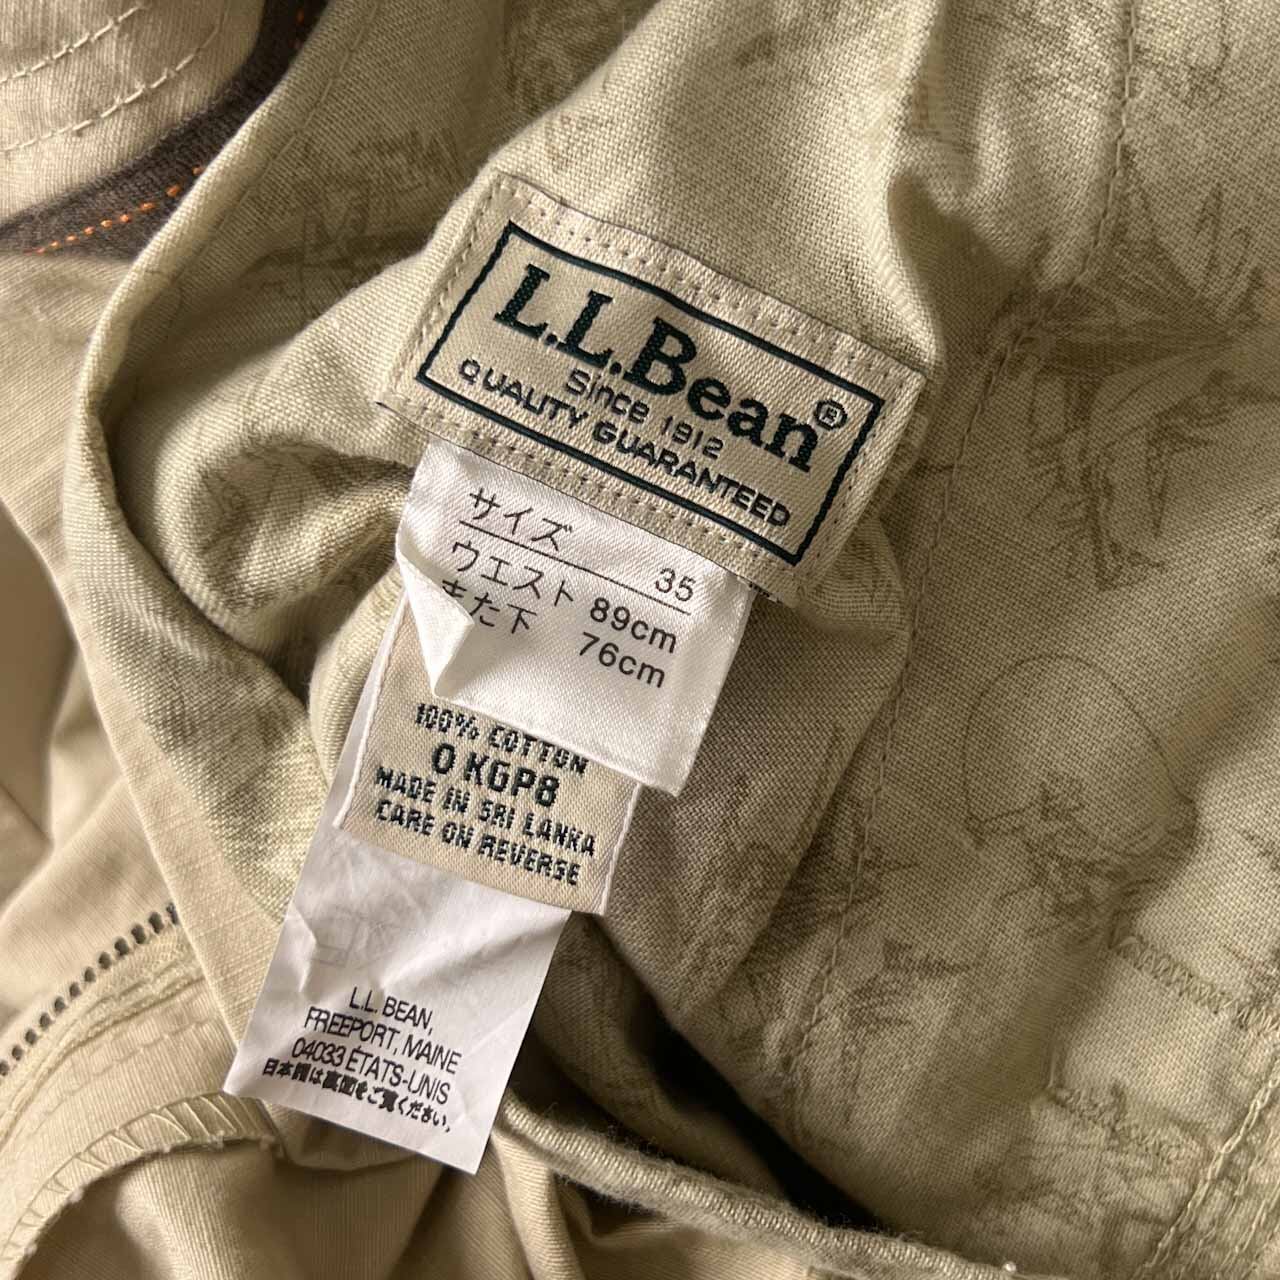 L.L.Bean®
Since 1912
QUALITY GUARANTEED
サイズ 35
ウエスト 89cm
また下 76cm
100% COTTON
0 KGP8
MADE IN SRI LANKA
CARE ON REVERSE
L.L. BEAN,
FREEPORT, MAINE
04033 ÉTATS-UNIS
日本語は裏面をご覧ください。